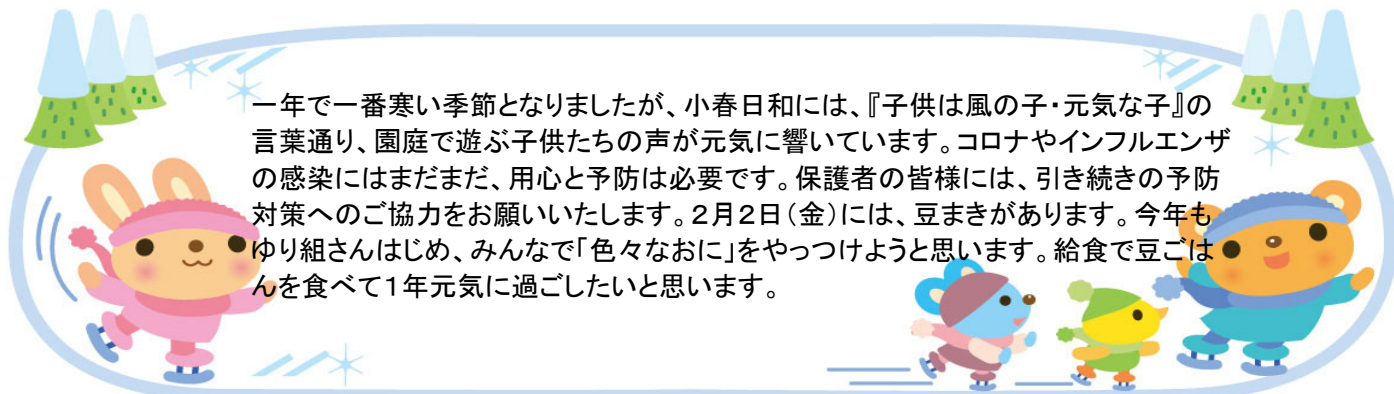 一年で一番寒い季節となりましたが、小春日和には、『子供は風の子・元気な子』の
言葉通り、園庭で遊ぶ子供たちの声が元気に響いています。コロナやインフルエンザ
の感染にはまだまだ、用心と予防は必要です。保護者の皆様には、引き続きの予防
対策へのご協力をお願いいたします。２月２日（金）には、豆まきがあります。今年も
ゆり組さんはじめ、みんなで「色々なおに」をやっつけようと思います。給食で豆ごは
んを食べて１年元気に過ごしたいと思います。